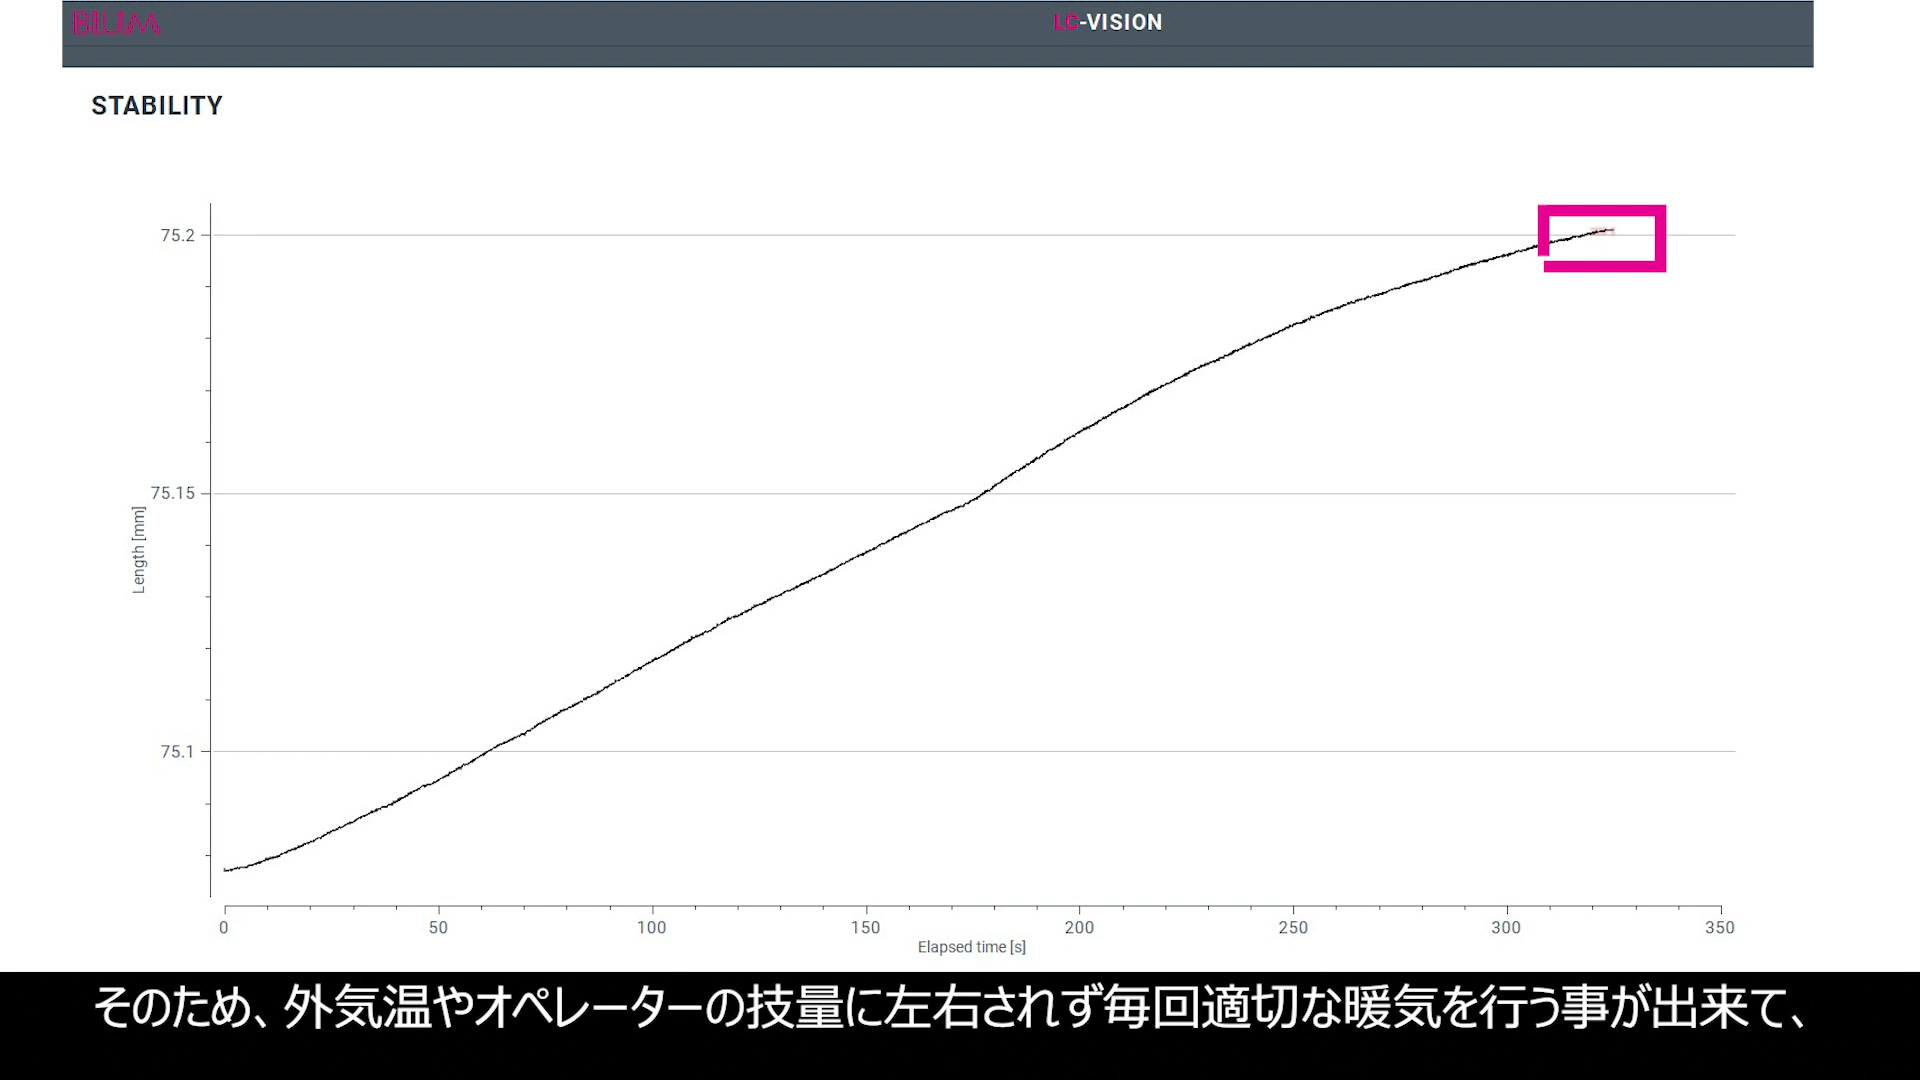 BLUM
LC-VISION
STABILITY
75.2
75.15
75.1
Length [mm]
0 50 100 150 200 250 300 350
Elapsed time [s]
そのため、外気温やオペレーターの技量に左右されず毎回適切な暖気を行う事が出来て、